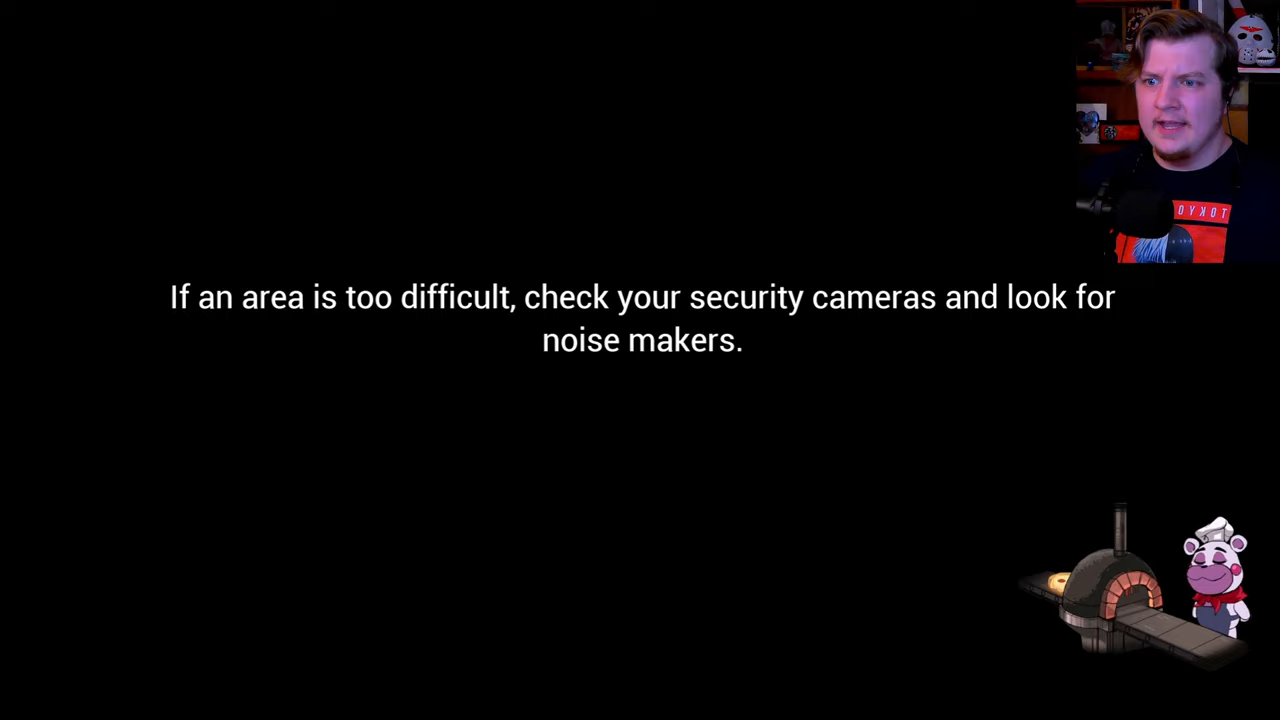 TOKYO
If an area is too difficult, check your security cameras and look for
noise makers.